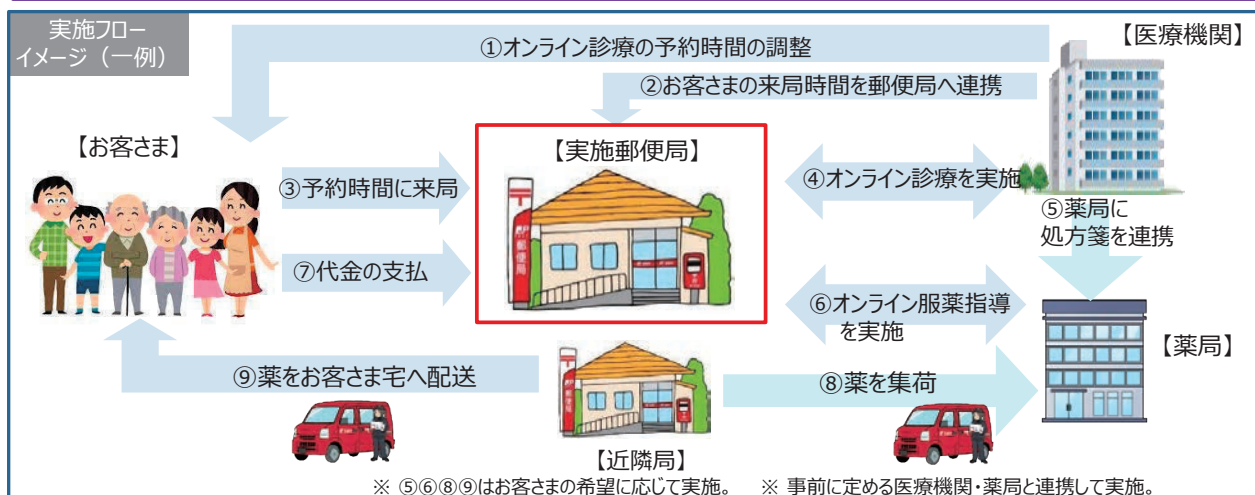 実施フロー
イメージ（一例）
①オンライン診療の予約時間の調整
【医療機関】
②お客さまの来局時間を郵便局へ連携
【お客さま】
【実施郵便局】
③予約時間に来局
④オンライン診療を実施
⑤薬局に
処方箋を連携
⑦代金の支払
⑥オンライン服薬指導
を実施
【薬局】
⑨薬をお客さま宅へ配送
⑧薬を集荷
【近隣局】
※ ⑤⑥⑧⑨はお客さまの希望に応じて実施。
※ 事前に定める医療機関・薬局と連携して実施。
郵便局